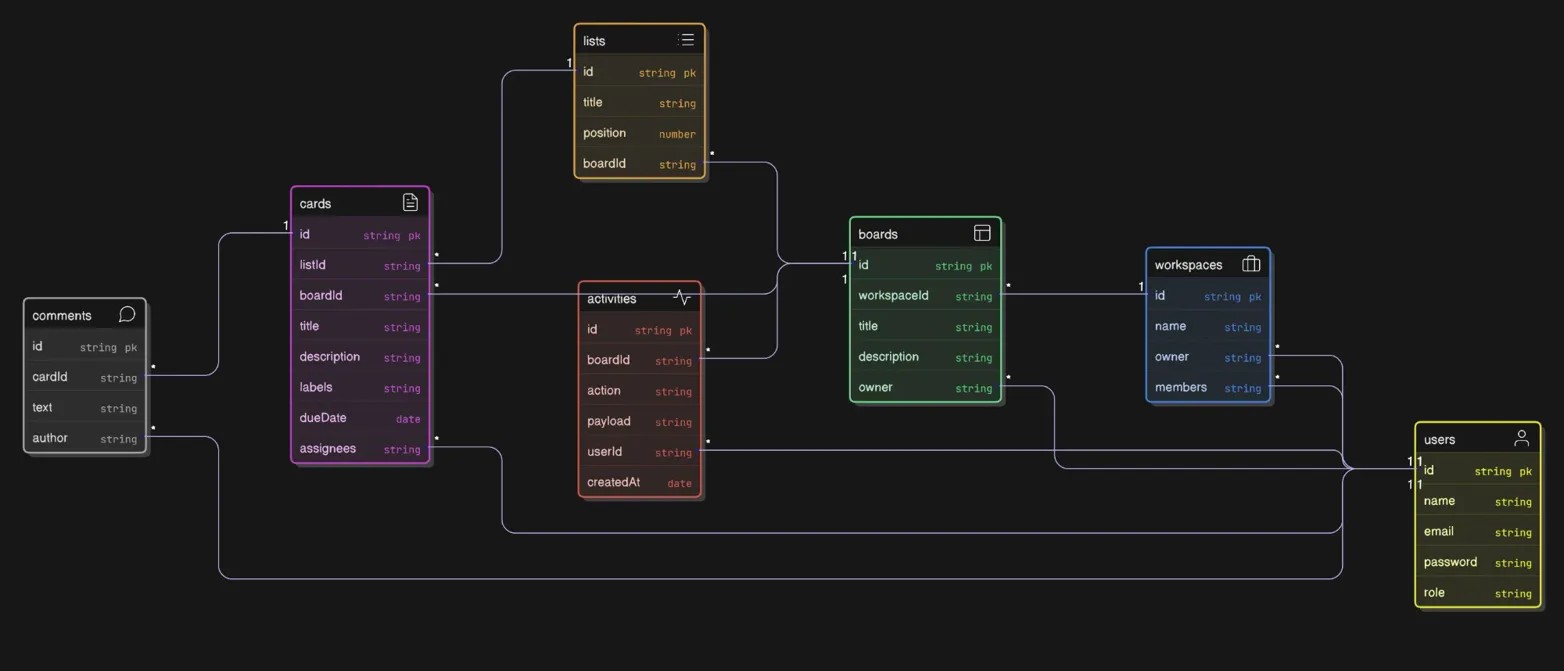 lists
1
id string pk
title string
position number
boardId string
*
cards
1
id string pk
listId string
*
boardId string
*
title string
description string
labels string
dueDate date
assignees string
*
comments
id string pk
cardId string
*
text string
author string
*
activities
id string pk
boardId string
*
action string
payload string
userId string
*
createdAt date
boards
1 1
id string pk
1
workspaceId string
*
title string
description string
owner string
*
workspaces
1
id string pk
name string
owner string
*
members string
*
users
1 1
id string pk
1 1
name string
email string
password string
role string